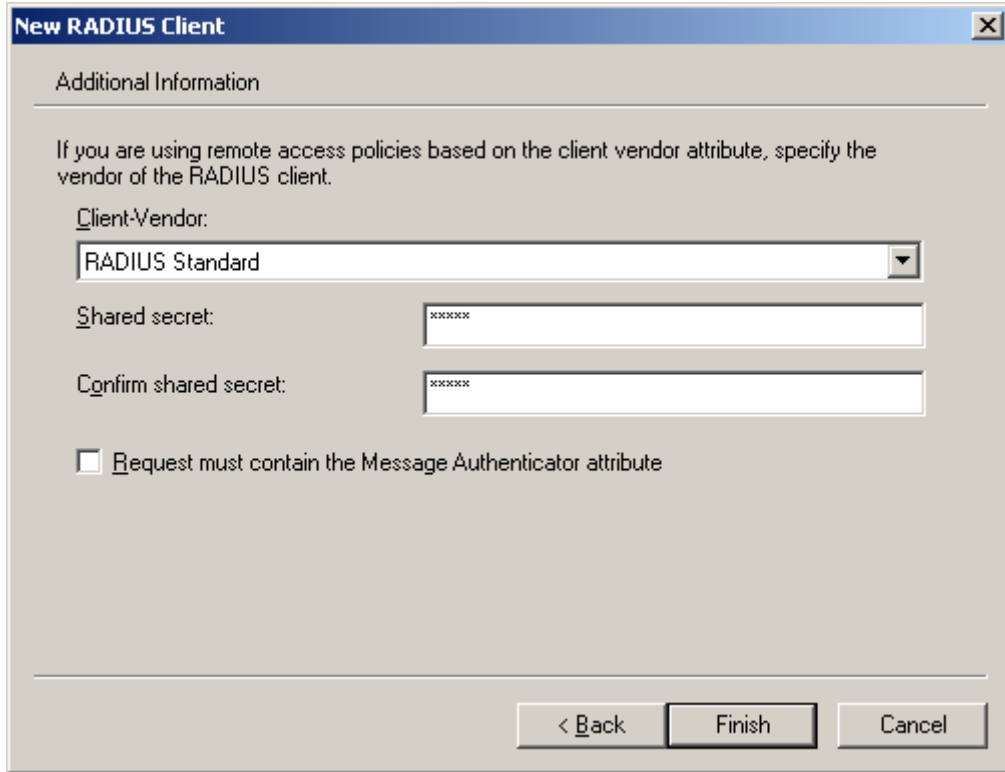 New RADIUS Client
Additional Information
If you are using remote access policies based on the client vendor attribute, specify the
vendor of the RADIUS client.
Client-Vendor:
RADIUS Standard
Shared secret:
xxxxx
Confirm shared secret:
xxxxx
Request must contain the Message Authenticator attribute
< Back
Finish
Cancel